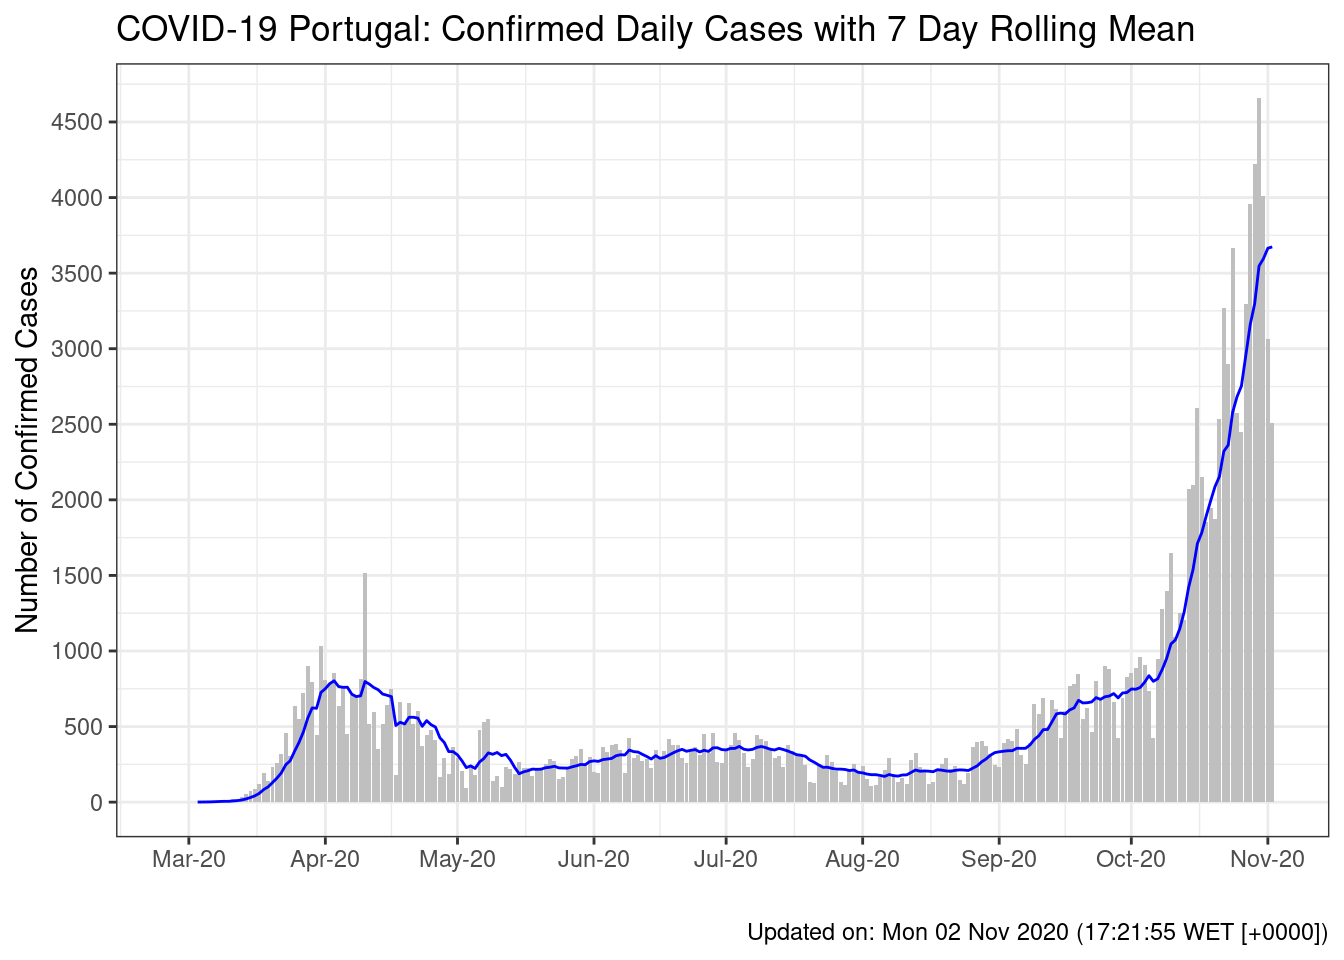 COVID-19 Portugal: Confirmed Daily Cases with 7 Day Rolling Mean
Number of Confirmed Cases
4500
4000
3500
3000
2500
2000
1500
1000
500
0
Mar-20 Apr-20 May-20 Jun-20 Jul-20 Aug-20 Sep-20 Oct-20 Nov-20
Updated on: Mon 02 Nov 2020 (17:21:55 WET [+0000])